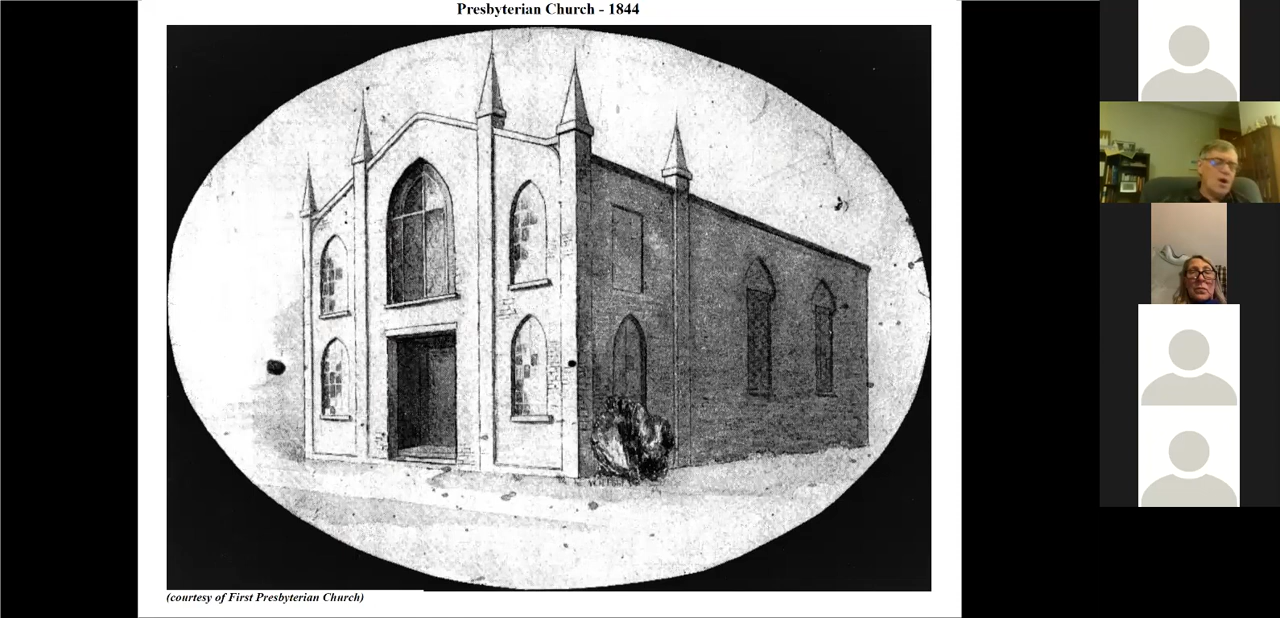 Presbyterian Church - 1844
(courtesy of First Presbyterian Church)